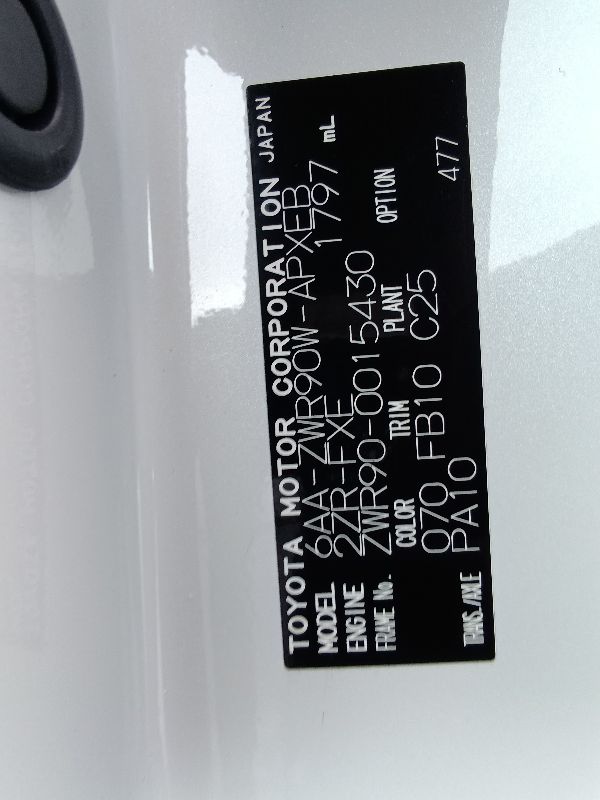 TOYOTA MOTOR CORPORATION JAPAN
MODEL 6AA-ZWR90W-APXEB
ENGINE 2ZR-FXE 1797 mL
FRAME No. ZWR90-0015430
COLOR TRIM PLANT OPTION
070 FB10 C25
TRANS./AXLE PA10 477